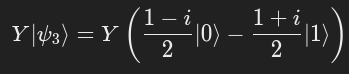 Y|ψ₃⟩ = Y ( (1 − i)/2 |0⟩ − (1 + i)/2 |1⟩ )